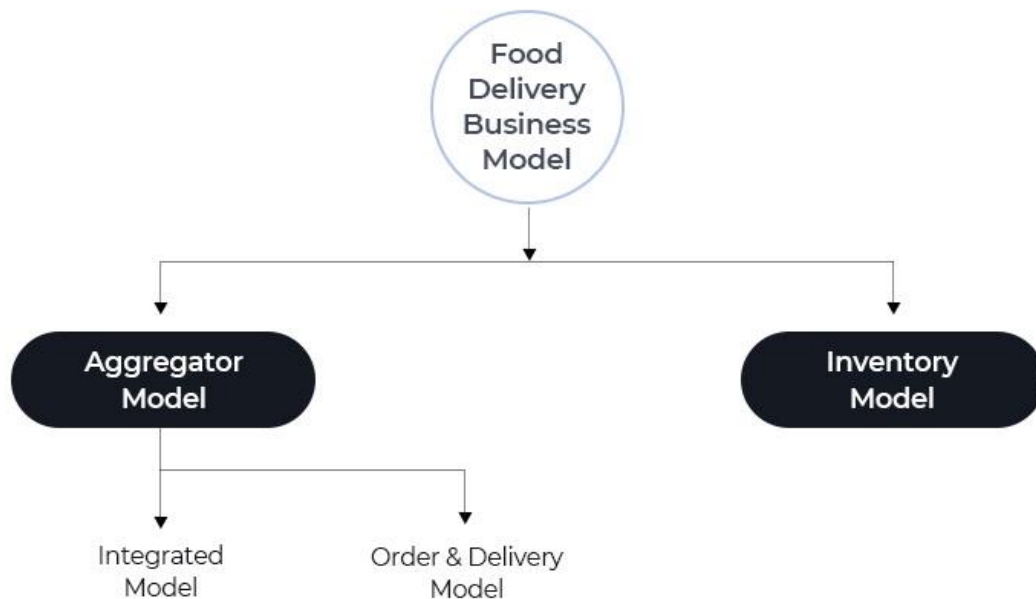 Food
Delivery
Business
Model
Aggregator
Model
Inventory
Model
Integrated
Model
Order & Delivery
Model